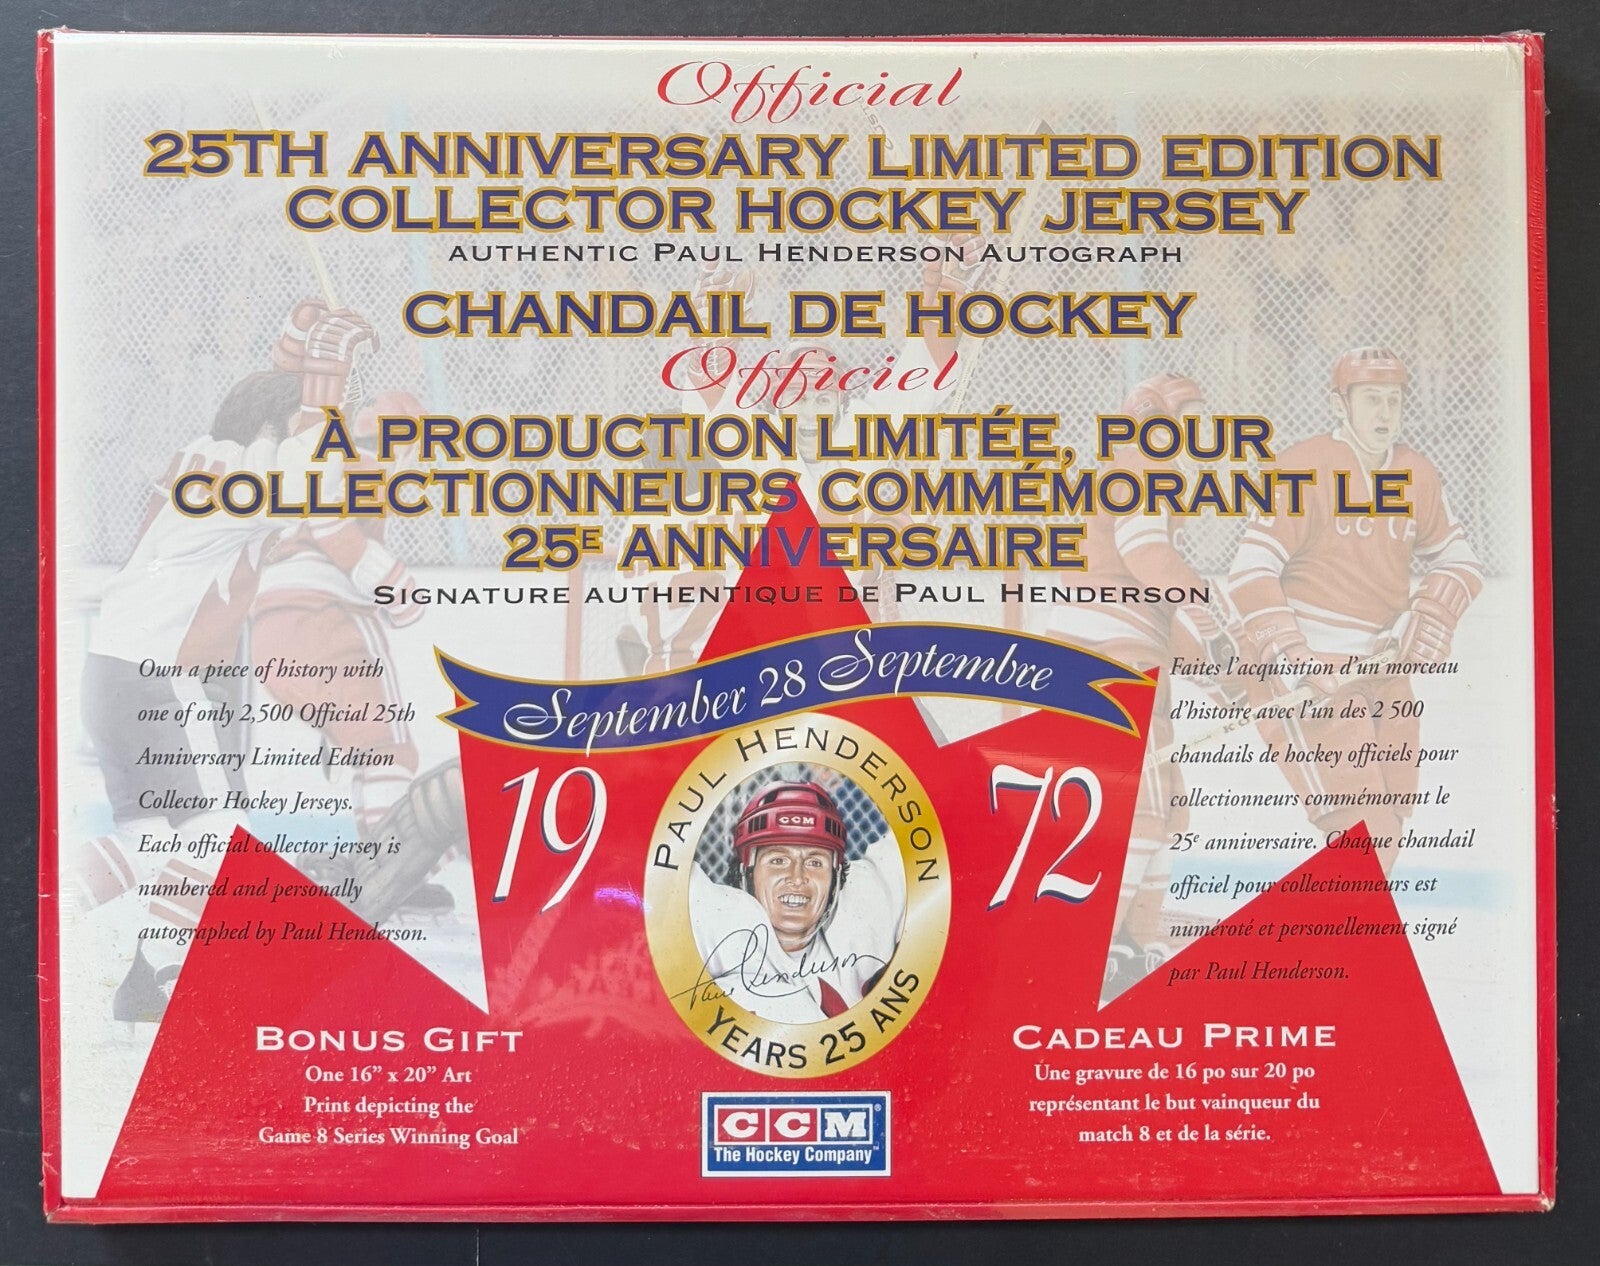 Official
25TH ANNIVERSARY LIMITED EDITION
COLLECTOR HOCKEY JERSEY
AUTHENTIC PAUL HENDERSON AUTOGRAPH
CHANDAIL DE HOCKEY
Officiel
À PRODUCTION LIMITÉE, POUR
COLLECTIONNEURS COMMÉMORANT LE
25E ANNIVERSAIRE
SIGNATURE AUTHENTIQUE DE PAUL HENDERSON
September 28 Septembre
19 72
Own a piece of history with
one of only 2,500 Official 25th
Anniversary Limited Edition
Collector Hockey Jerseys.
Each official collector jersey is
numbered and personally
autographed by Paul Henderson.
PAUL HENDERSON
CCM
Paul Henderson
YEARS 25 ANS
Faites l'acquisition d'un morceau
d'histoire avec l'un des 2 500
chandails de hockey officiels pour
collectionneurs commémorant le
25e anniversaire. Chaque chandail
officiel pour collectionneurs est
numéroté et personellement signé
par Paul Henderson.
CCCP
BONUS GIFT
One 16” x 20” Art
Print depicting the
Game 8 Series Winning Goal
CADEAU PRIME
Une gravure de 16 po sur 20 po
représentant le but vainqueur du
match 8 et de la série.
CCM®
The Hockey Company™